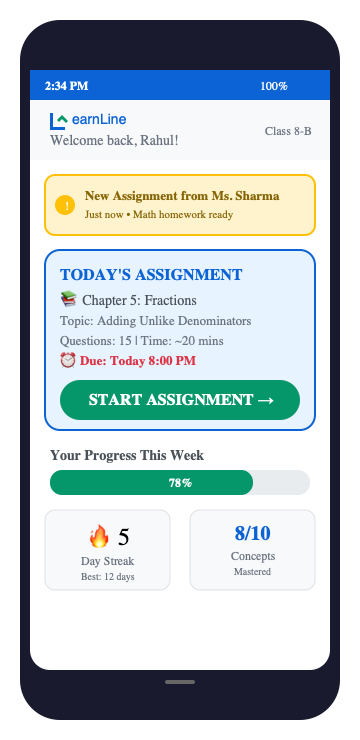 2:34 PM 100%
LearnLine
Welcome back, Rahul!
Class 8-B
!
New Assignment from Ms. Sharma
Just now • Math homework ready
TODAY'S ASSIGNMENT
📚 Chapter 5: Fractions
Topic: Adding Unlike Denominators
Questions: 15 | Time: ~20 mins
⏰ Due: Today 8:00 PM
START ASSIGNMENT →
Your Progress This Week
78%
🔥 5
Day Streak
Best: 12 days
8/10
Concepts
Mastered